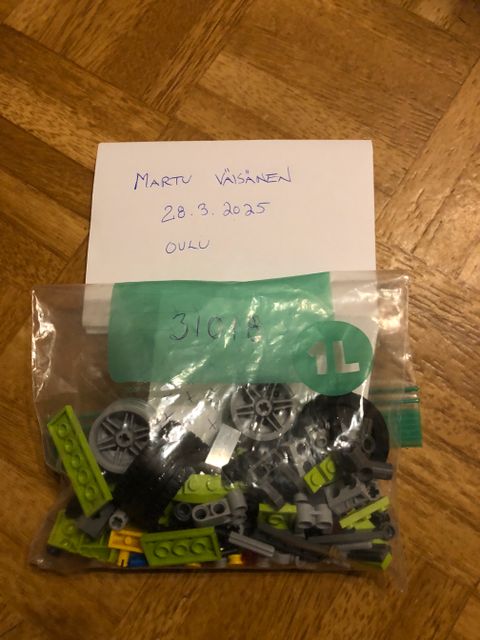 MARTU VÄISÄNEN
28.3.2025
OULU
31018
1L